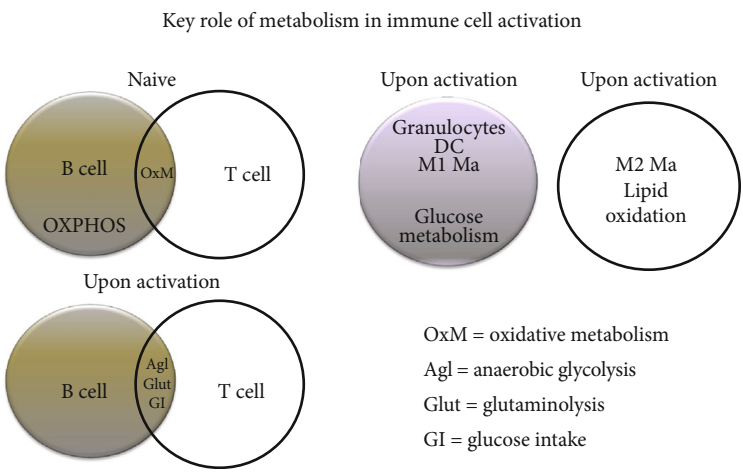 Key role of metabolism in immune cell activation
Naive
B cell
OxM
T cell
OXPHOS
Upon activation
B cell
Agl
Glut
GI
T cell
Upon activation
Granulocytes
DC
M1 Ma
Glucose
metabolism
Upon activation
M2 Ma
Lipid
oxidation
OxM = oxidative metabolism
Agl = anaerobic glycolysis
Glut = glutaminolysis
GI = glucose intake